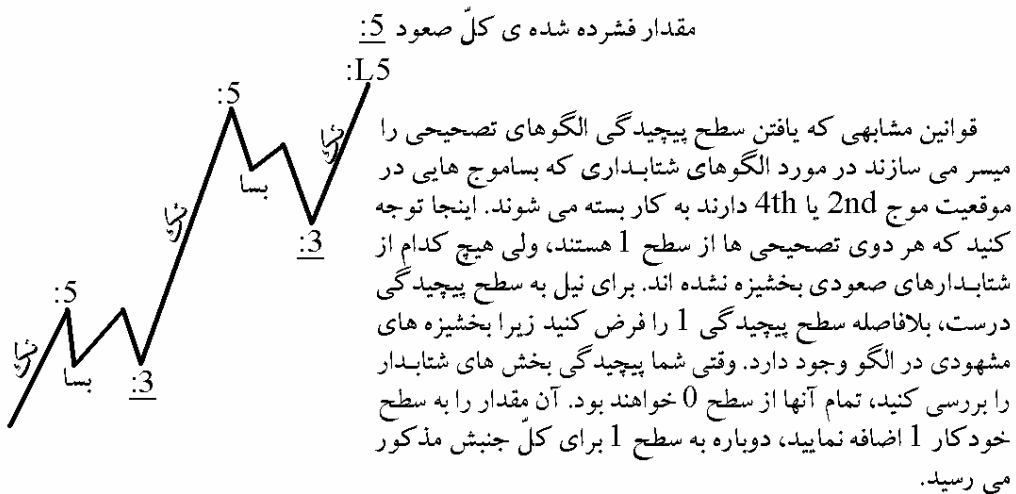 مقدار فشرده شده ی کلّ صعود 5:
:L5
:5
تک
بسا
تک
:3
:5
تک
بسا
:3
قوانین مشابهی که یافتن سطح پیچیدگی الگوهای تصحیحی را
میسر می سازند در مورد الگوهای شتابـداری که بساموج هایی در
موقعیت موج 2nd یا 4th دارند به کار بسته می شوند. اینجا توجه
کنید که هر دوی تصحیحی ها از سطح 1 هستند، ولی هیچ کدام از
شتابـدارهای صعودی بخشیزه نشده اند. برای نیل به سطح پیچیدگی
درست، بلافاصله سطح پیچیدگی 1 را فرض کنید زیرا بخشیزه های
مشهودی در الگو وجود دارد. وقتی شما پیچیدگی بخش های شتابـدار
را بررسی کنید، تمام آنها از سطح 0 خواهند بود. آن مقدار را به سطح
خودکار 1 اضافه نمایید، دوباره به سطح 1 برای کلّ جنبش مذکور
می رسید.